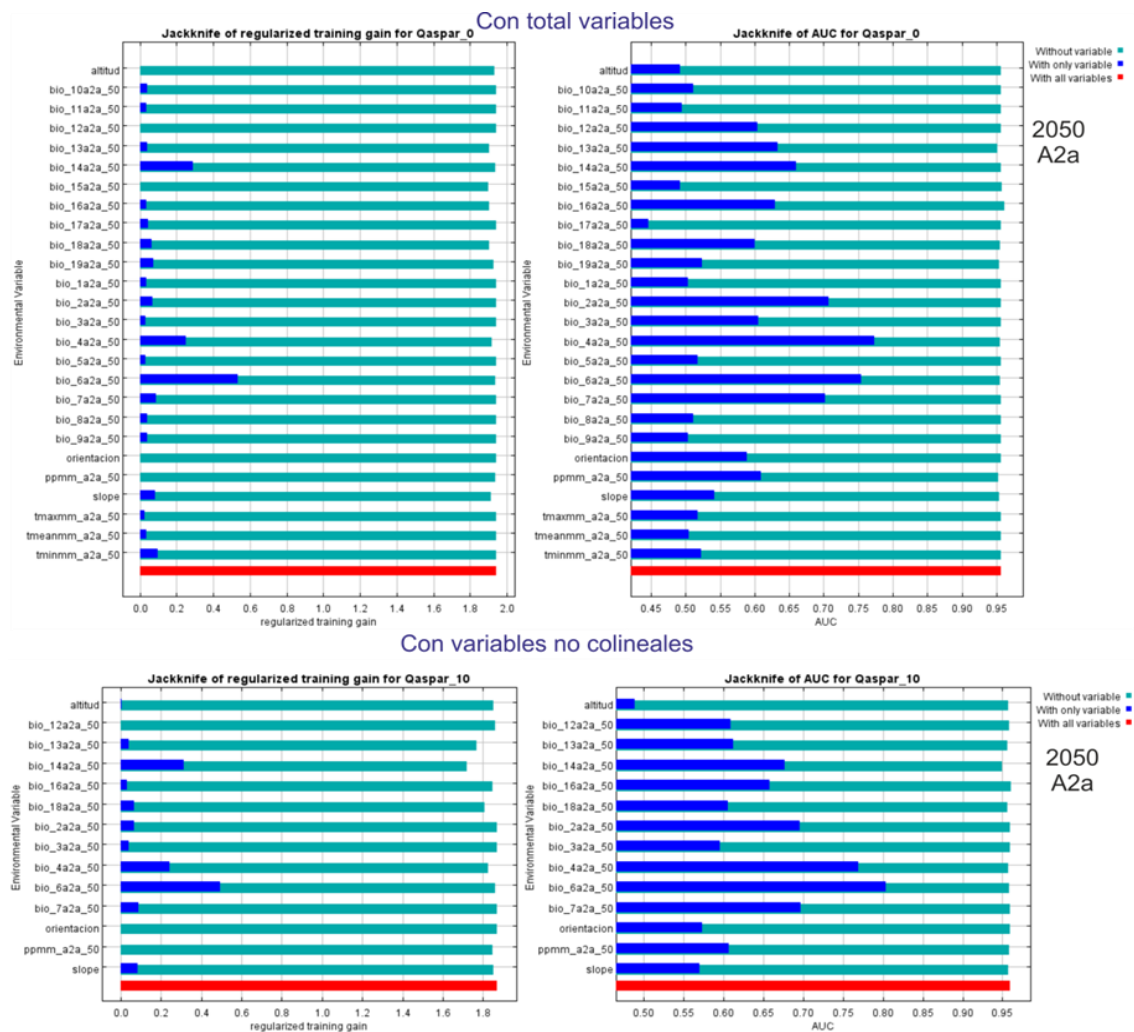 Con total variables
Jackknife of regularized training gain for Qaspar_0
Environmental Variable
altitud
bio_10a2a_50
bio_11a2a_50
bio_12a2a_50
bio_13a2a_50
bio_14a2a_50
bio_15a2a_50
bio_16a2a_50
bio_17a2a_50
bio_18a2a_50
bio_19a2a_50
bio_1a2a_50
bio_2a2a_50
bio_3a2a_50
bio_4a2a_50
bio_5a2a_50
bio_6a2a_50
bio_7a2a_50
bio_8a2a_50
bio_9a2a_50
orientacion
ppmm_a2a_50
slope
tmaxmm_a2a_50
tmeanmm_a2a_50
tminmm_a2a_50
0.0 0.2 0.4 0.6 0.8 1.0 1.2 1.4 1.6 1.8 2.0
regularized training gain
Jackknife of AUC for Qaspar_0
Environmental Variable
altitud
bio_10a2a_50
bio_11a2a_50
bio_12a2a_50
bio_13a2a_50
bio_14a2a_50
bio_15a2a_50
bio_16a2a_50
bio_17a2a_50
bio_18a2a_50
bio_19a2a_50
bio_1a2a_50
bio_2a2a_50
bio_3a2a_50
bio_4a2a_50
bio_5a2a_50
bio_6a2a_50
bio_7a2a_50
bio_8a2a_50
bio_9a2a_50
orientacion
ppmm_a2a_50
slope
tmaxmm_a2a_50
tmeanmm_a2a_50
tminmm_a2a_50
0.45 0.50 0.55 0.60 0.65 0.70 0.75 0.80 0.85 0.90 0.95
AUC
Without variable
With only variable
With all variables
2050
A2a
Con variables no colineales
Jackknife of regularized training gain for Qaspar_10
Environmental Variable
altitud
bio_12a2a_50
bio_13a2a_50
bio_14a2a_50
bio_16a2a_50
bio_18a2a_50
bio_2a2a_50
bio_3a2a_50
bio_4a2a_50
bio_6a2a_50
bio_7a2a_50
orientacion
ppmm_a2a_50
slope
0.0 0.2 0.4 0.6 0.8 1.0 1.2 1.4 1.6 1.8
regularized training gain
Jackknife of AUC for Qaspar_10
Environmental Variable
altitud
bio_12a2a_50
bio_13a2a_50
bio_14a2a_50
bio_16a2a_50
bio_18a2a_50
bio_2a2a_50
bio_3a2a_50
bio_4a2a_50
bio_6a2a_50
bio_7a2a_50
orientacion
ppmm_a2a_50
slope
0.50 0.55 0.60 0.65 0.70 0.75 0.80 0.85 0.90 0.95
AUC
Without variable
With only variable
With all variables
2050
A2a